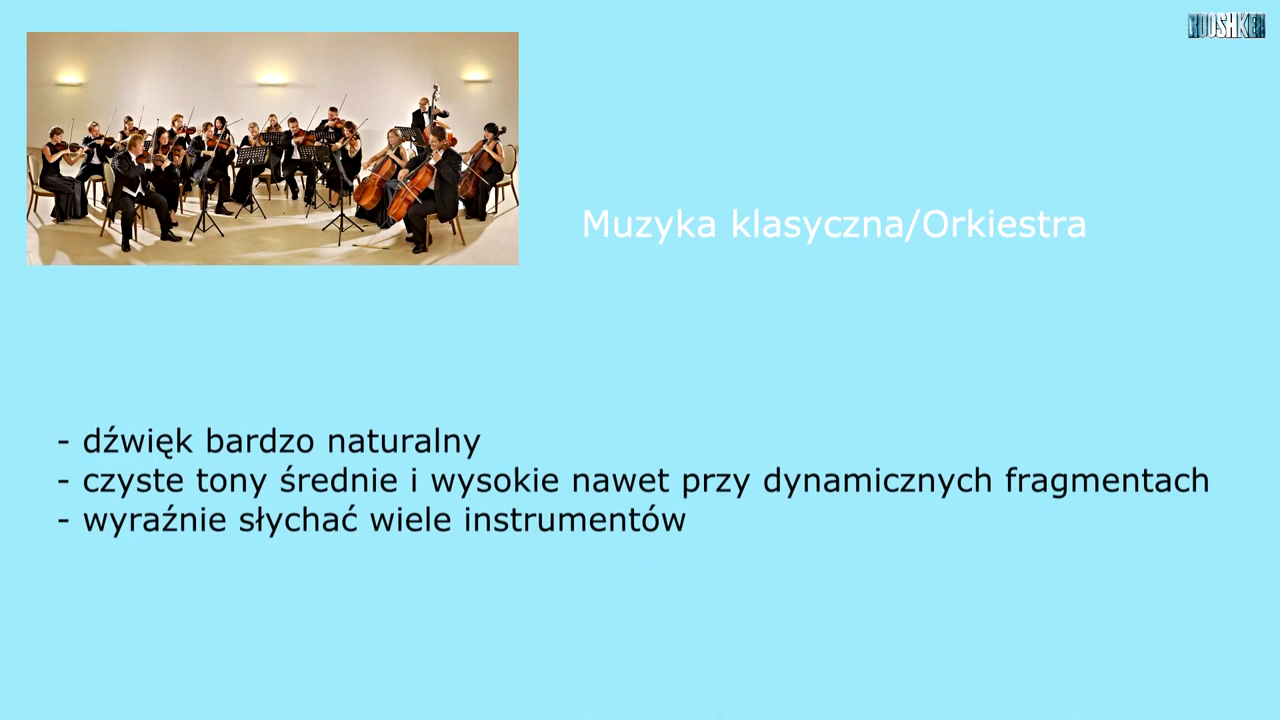 Muzyka klasyczna/Orkiestra
- dźwięk bardzo naturalny
- czyste tony średnie i wysokie nawet przy dynamicznych fragmentach
- wyraźnie słychać wiele instrumentów